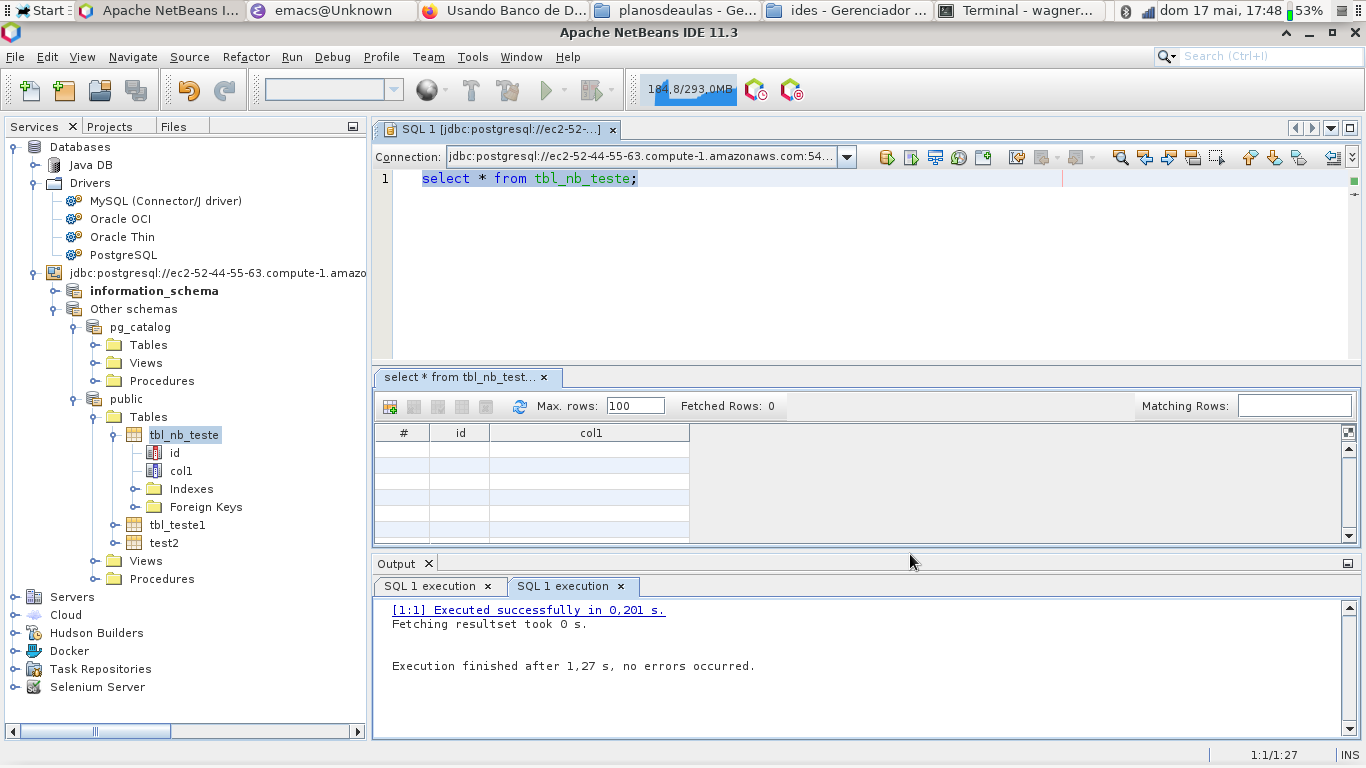 Start
Apache NetBeans I...
emacs@Unknown
Usando Banco de D...
planosdeaulas - Ge...
ides - Gerenciador ...
Terminal - wagner...
dom 17 mai, 17:48
53%
Apache NetBeans IDE 11.3
File Edit View Navigate Source Refactor Run Debug Profile Team Tools Window Help
Search (Ctrl+I)
184,8/293,0MB
Services Projects Files
Databases
Java DB
Drivers
MySQL (Connector/J driver)
Oracle OCI
Oracle Thin
PostgreSQL
jdbc:postgresql://ec2-52-44-55-63.compute-1.amazo
information_schema
Other schemas
pg_catalog
Tables
Views
Procedures
public
Tables
tbl_nb_teste
id
col1
Indexes
Foreign Keys
tbl_teste1
test2
Views
Procedures
Servers
Cloud
Hudson Builders
Docker
Task Repositories
Selenium Server
SQL 1 [jdbc:postgresql://ec2-52-...]
Connection: jdbc:postgresql://ec2-52-44-55-63.compute-1.amazonaws.com:54...
1 select * from tbl_nb_teste;
select * from tbl_nb_test...
Max. rows: 100 Fetched Rows: 0 Matching Rows:
# id col1
Output
SQL 1 execution SQL 1 execution
[1:1] Executed successfully in 0,201 s.
Fetching resultset took 0 s.
Execution finished after 1,27 s, no errors occurred.
1:1/1:27 INS